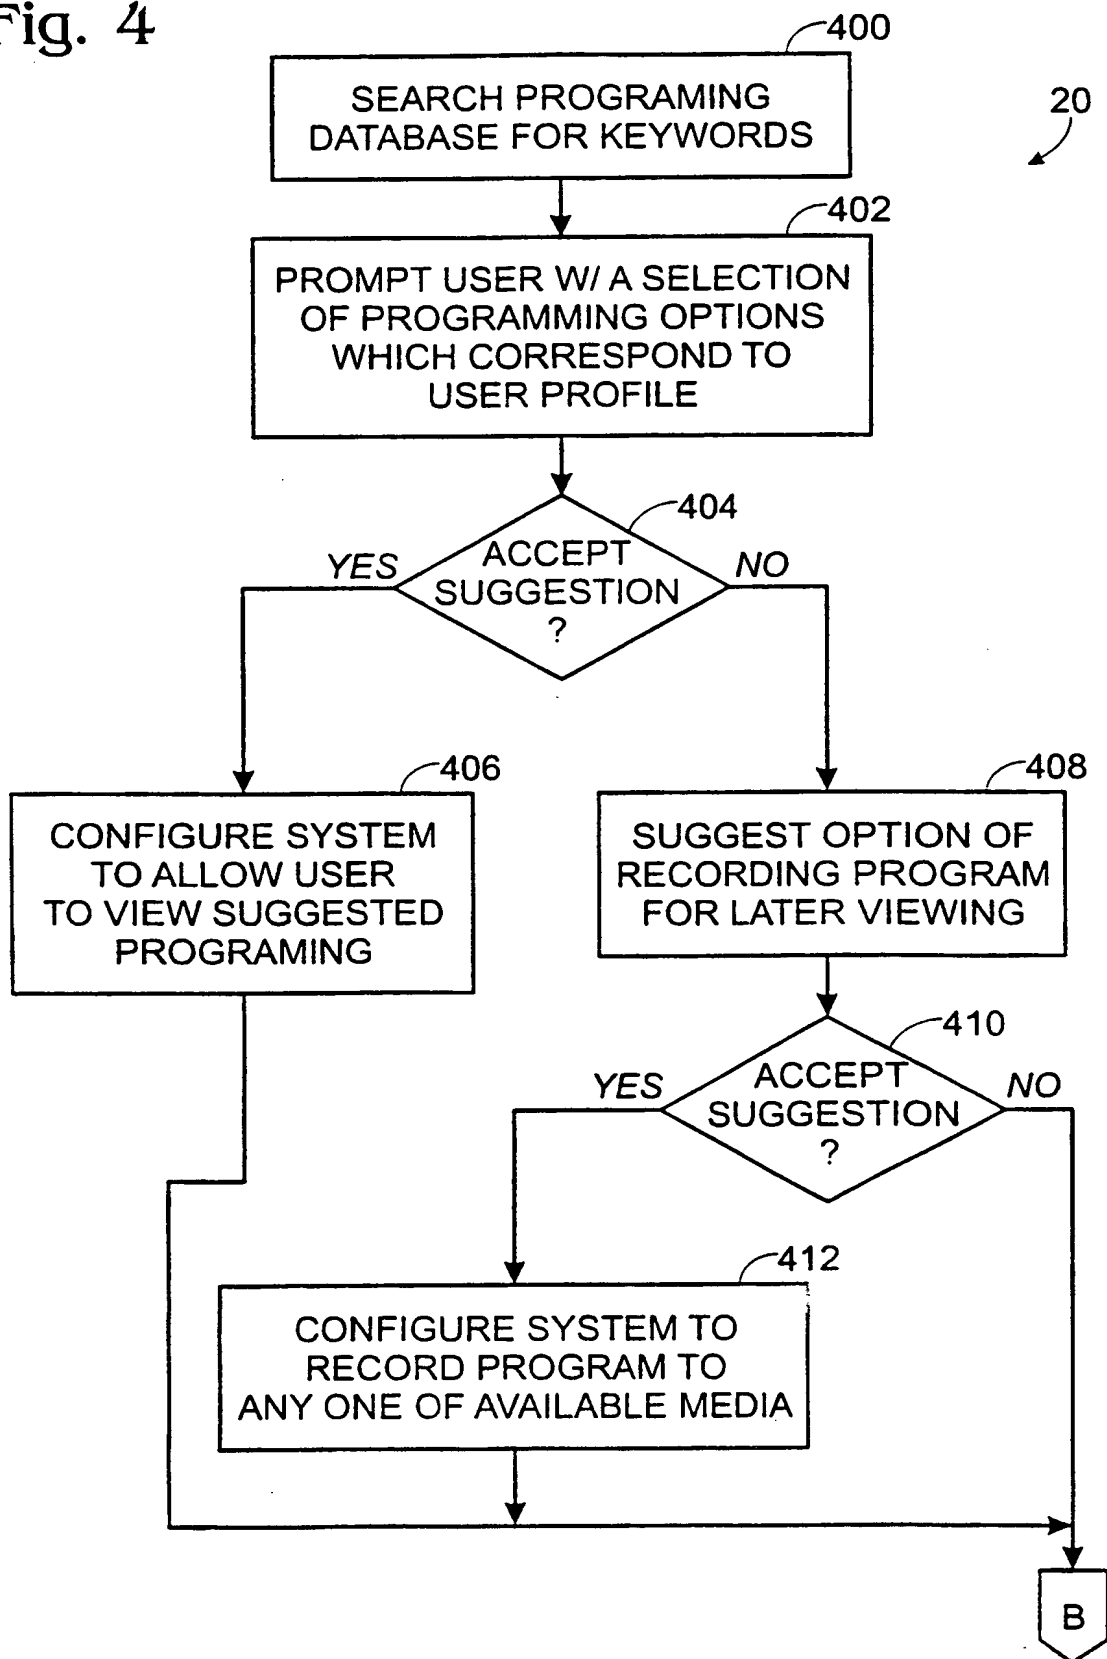 Fig. 4
400
SEARCH PROGRAMING
DATABASE FOR KEYWORDS
20
402
PROMPT USER W/ A SELECTION
OF PROGRAMMING OPTIONS
WHICH CORRESPOND TO
USER PROFILE
404
ACCEPT
SUGGESTION
?
YES
NO
406
CONFIGURE SYSTEM
TO ALLOW USER
TO VIEW SUGGESTED
PROGRAMING
408
SUGGEST OPTION OF
RECORDING PROGRAM
FOR LATER VIEWING
410
ACCEPT
SUGGESTION
?
YES
NO
412
CONFIGURE SYSTEM TO
RECORD PROGRAM TO
ANY ONE OF AVAILABLE MEDIA
B